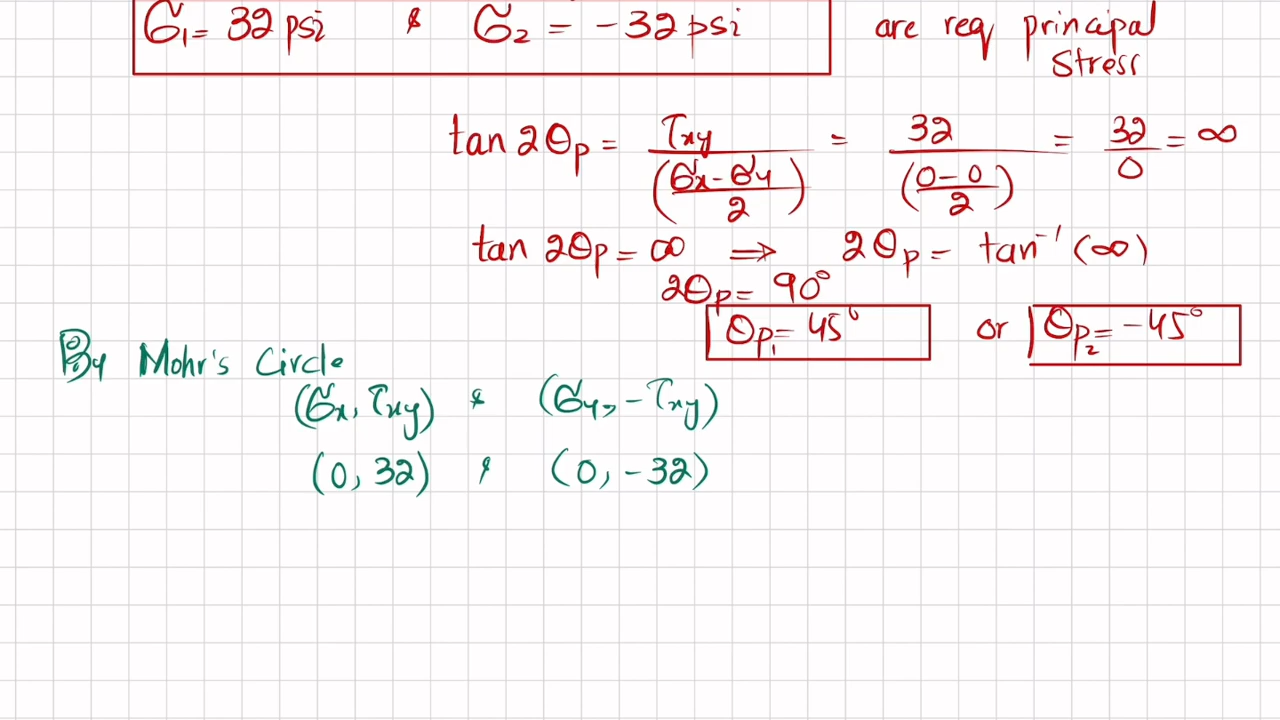 σ₁ = 32 psi & σ₂ = -32 psi are req principal
stress
tan 2θp = τxy / ((σx - σy) / 2) = 32 / ((0 - 0) / 2) = 32 / 0 = ∞
tan 2θp = ∞ ⇒ 2θp = tan⁻¹ (∞)
2θp = 90°
θp₁ = 45° or θp₂ = -45°
By Mohr's Circle
(σx, τxy) & (σy, -τxy)
(0, 32) & (0, -32)